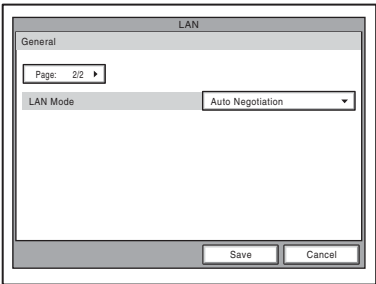 LAN
General
Page: 2/2
LAN Mode Auto Negotiation
Save Cancel